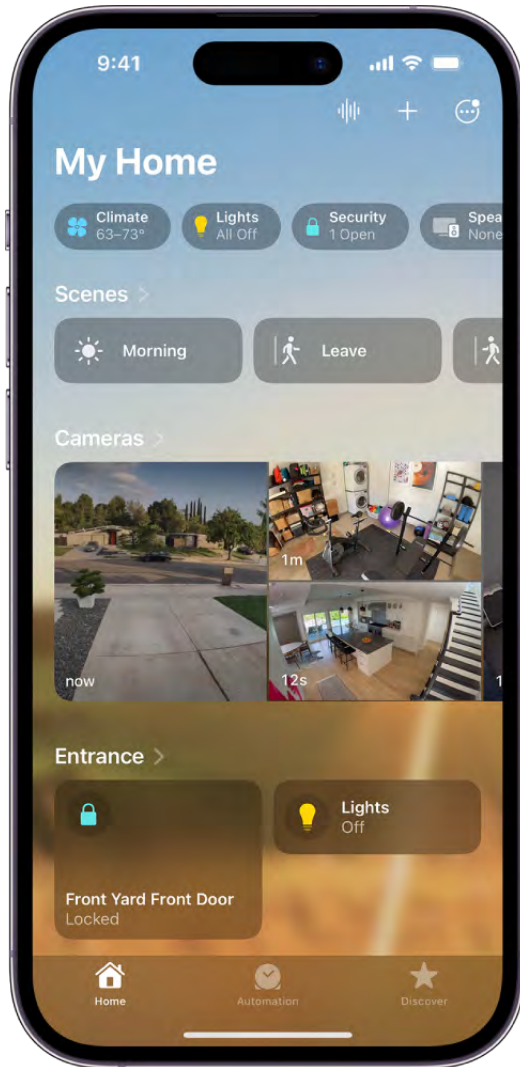 9:41
My Home
Climate
63–73°
Lights
All Off
Security
1 Open
None
Scenes
Morning
Leave
Cameras
now
1m
12s
Entrance
Front Yard Front Door
Locked
Lights
Off
Home
Automation
Discover